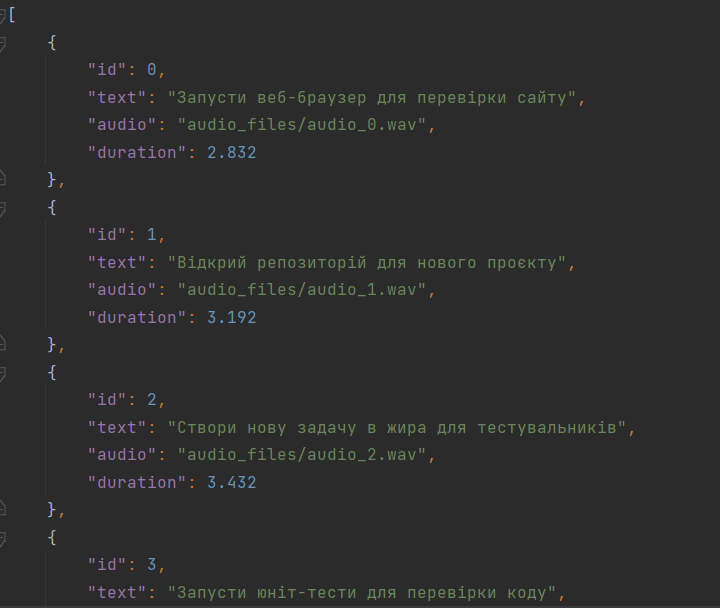 [
{
"id": 0,
"text": "Запусти веб-браузер для перевірки сайту",
"audio": "audio_files/audio_0.wav",
"duration": 2.832
},
{
"id": 1,
"text": "Відкрий репозиторій для нового проєкту",
"audio": "audio_files/audio_1.wav",
"duration": 3.192
},
{
"id": 2,
"text": "Створи нову задачу в жира для тестувальників",
"audio": "audio_files/audio_2.wav",
"duration": 3.432
},
{
"id": 3,
"text": "Запусти юніт-тести для перевірки коду",